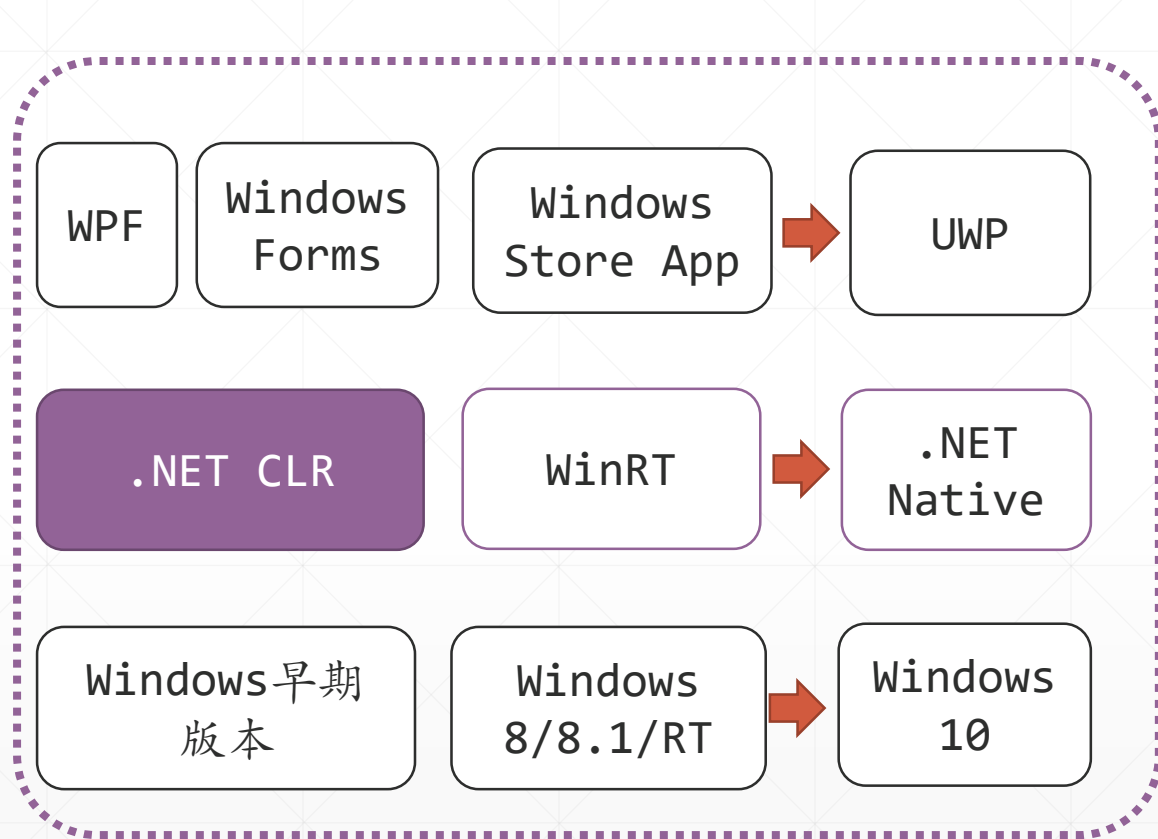 WPF
Windows
Forms
Windows
Store App
UWP
.NET CLR
WinRT
.NET
Native
Windows早期
版本
Windows
8/8.1/RT
Windows
10